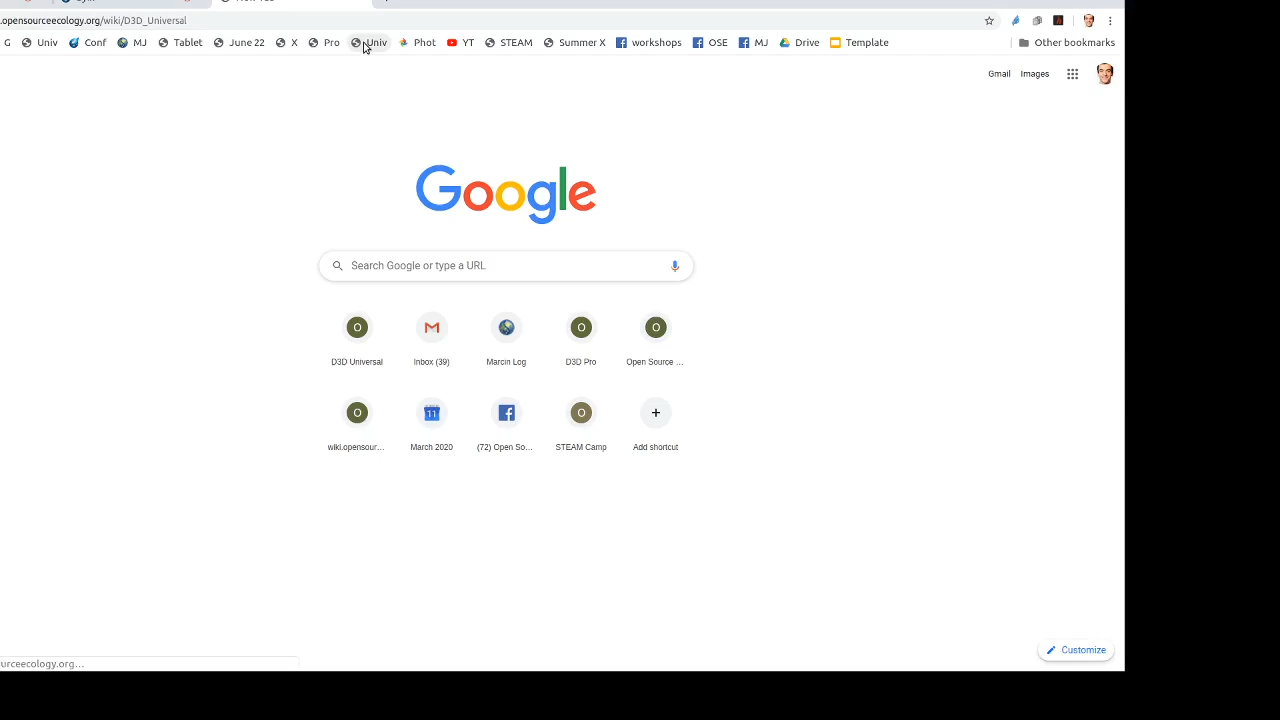 .opensourceecology.org/wiki/D3D_Universal
G Univ Conf MJ Tablet June 22 X Pro Univ Phot YT STEAM Summer X workshops OSE MJ Drive Template Other bookmarks
Gmail Images
Google
Search Google or type a URL
O O O
D3D Universal Inbox (39) Marcin Log D3D Pro Open Source ...
O 11 O
wiki.opensour... March 2020 (72) Open So... STEAM Camp Add shortcut
Customize
urceecology.org...